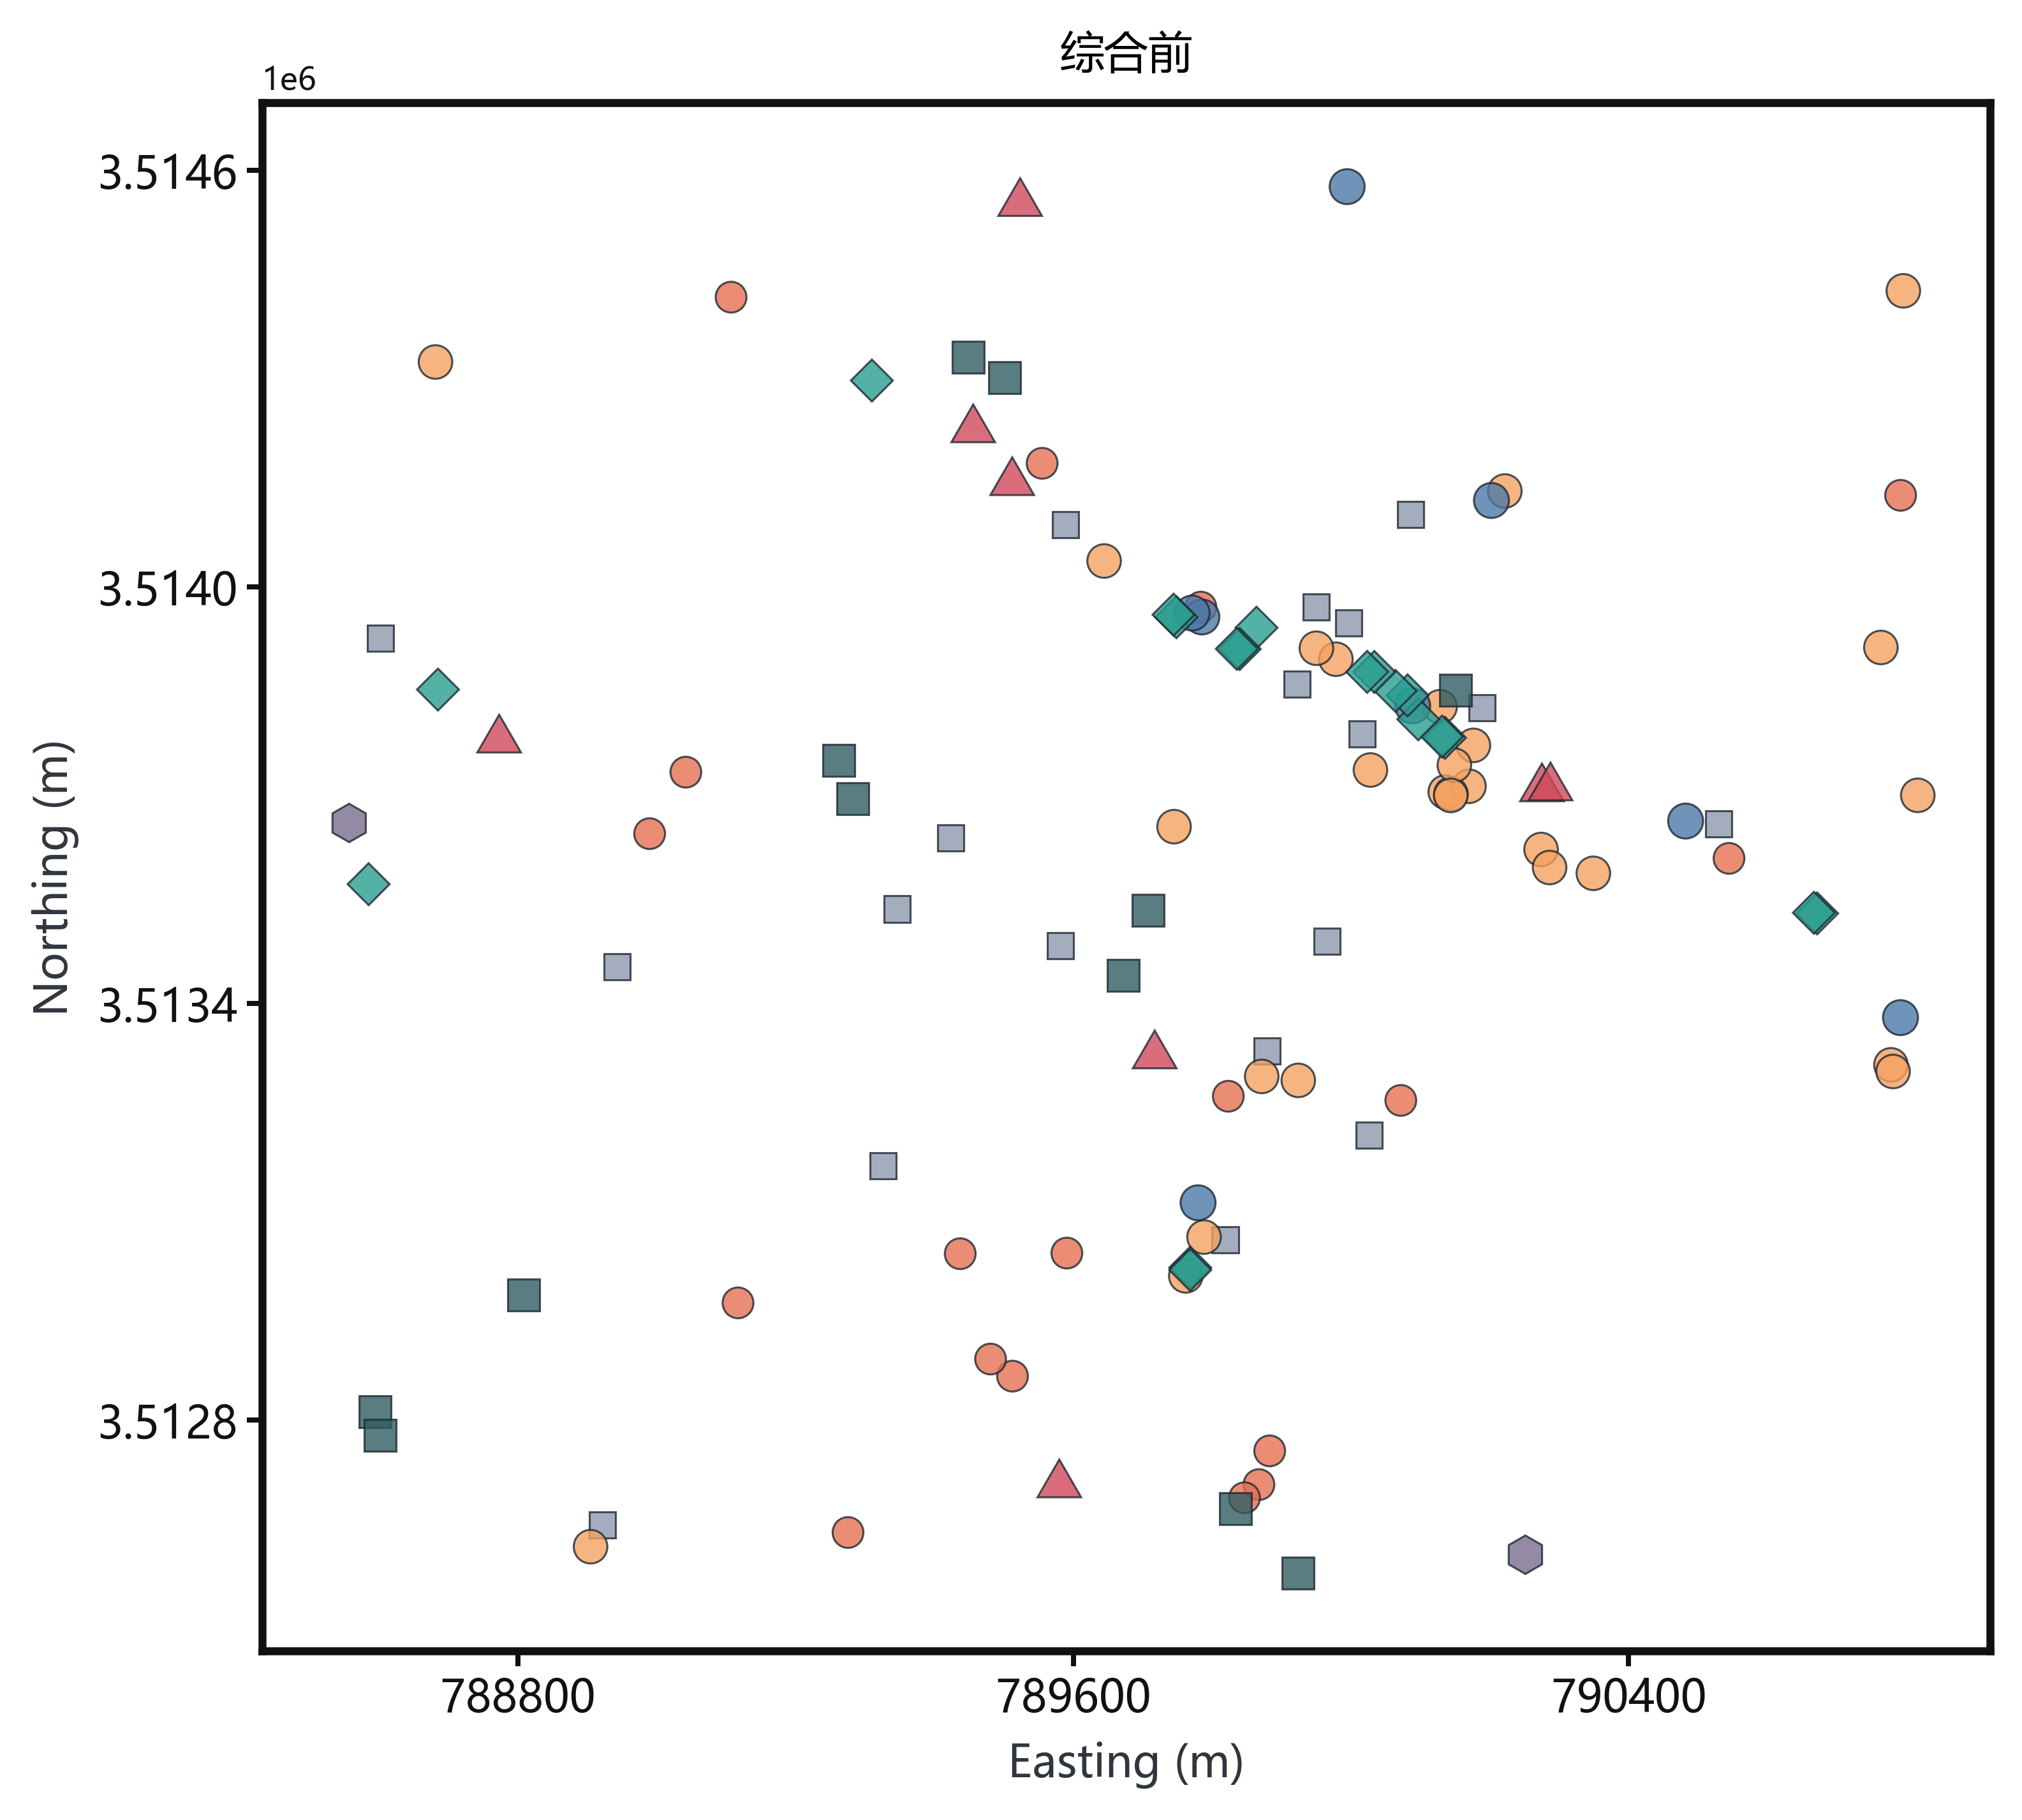 综合前
1e6
3.5146
3.5140
3.5134
3.5128
Northing (m)
788800 789600 790400
Easting (m)